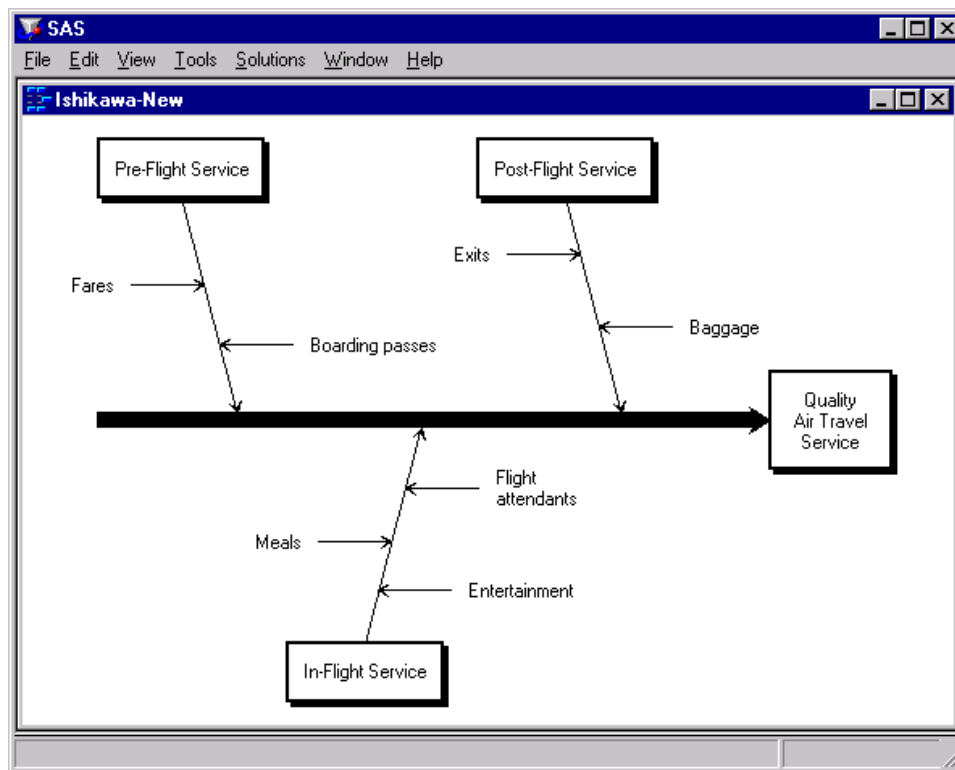 SAS
File Edit View Tools Solutions Window Help
Ishikawa-New
Pre-Flight Service
Post-Flight Service
Exits
Fares
Baggage
Boarding passes
Quality
Air Travel
Service
Flight
attendants
Meals
Entertainment
In-Flight Service